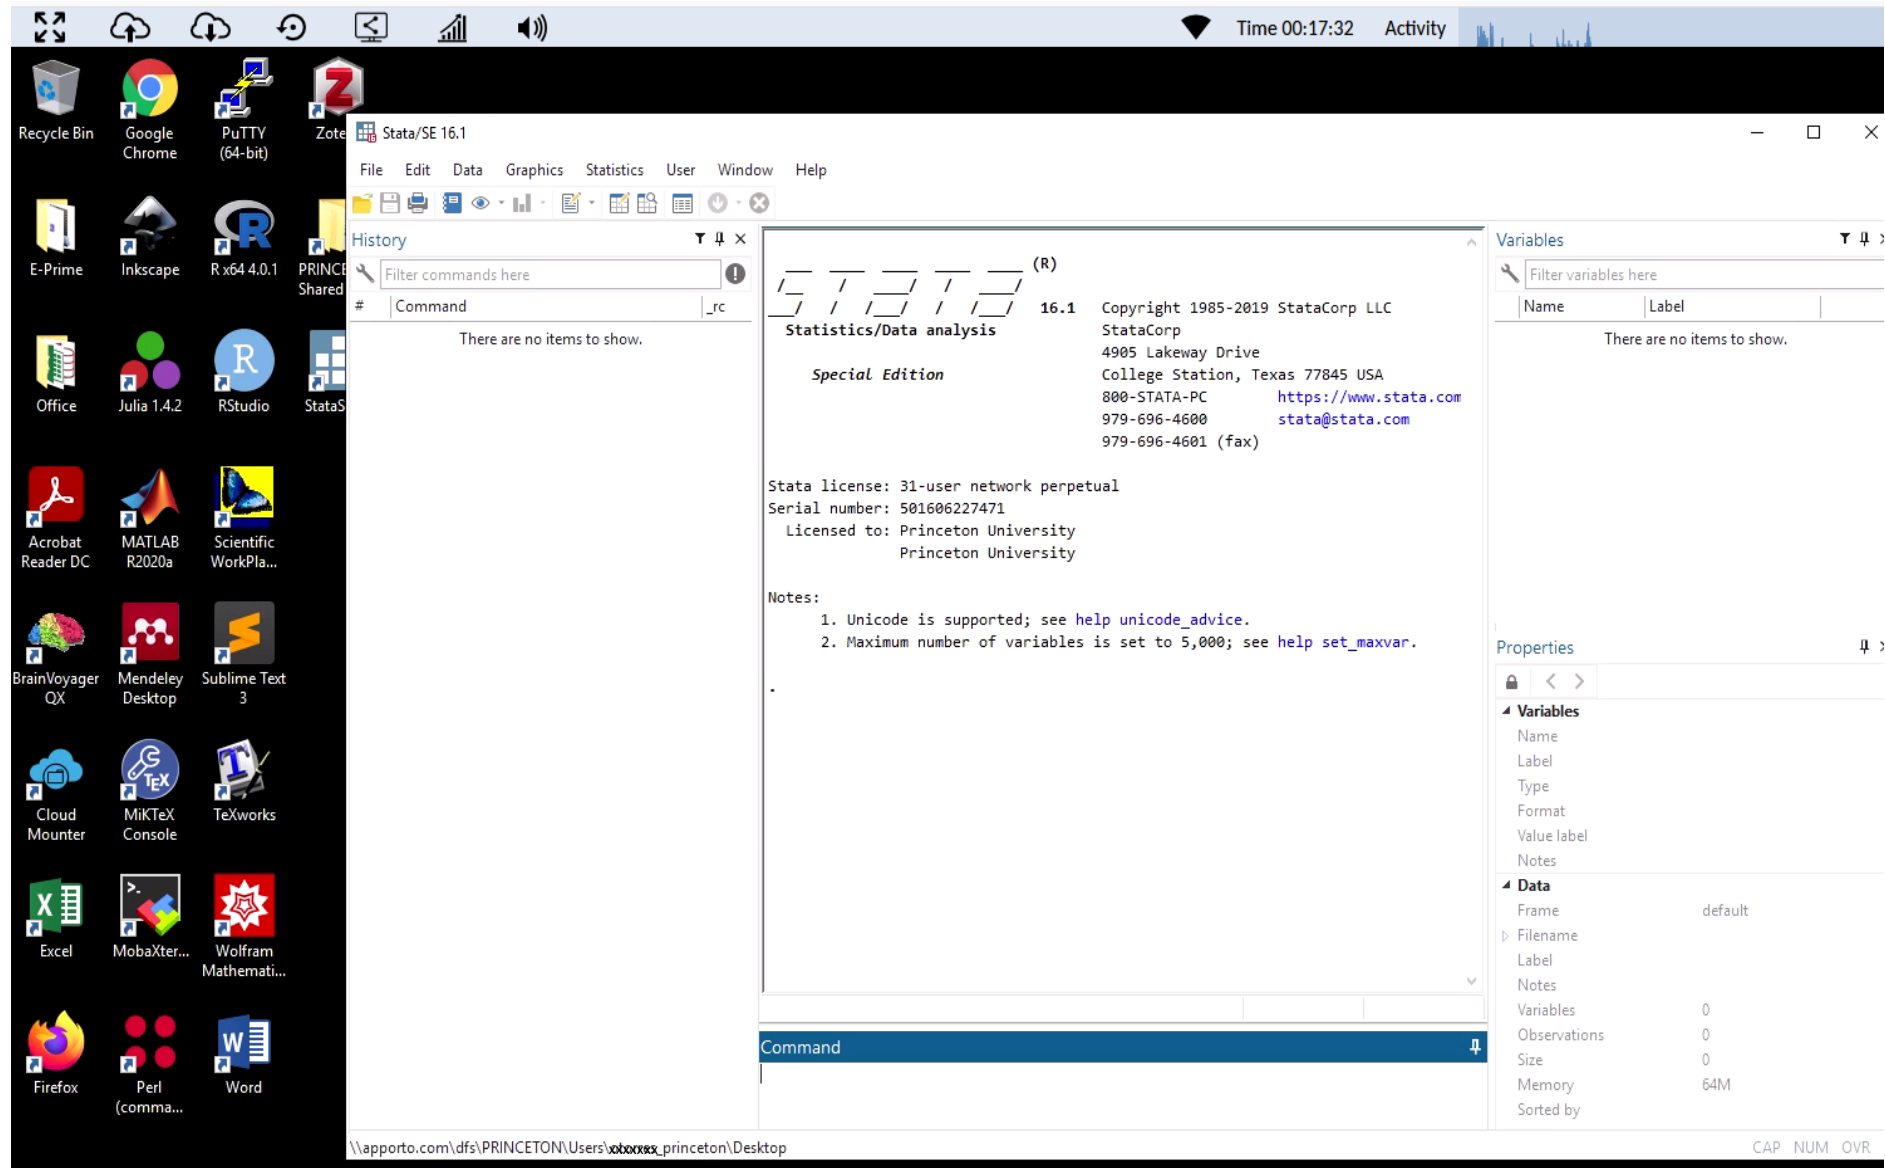 Time 00:17:32 Activity
Recycle Bin
Google
Chrome
PuTTY
(64-bit)
Zote
E-Prime
Inkscape
R x64 4.0.1
PRINCE
Shared
Office
Julia 1.4.2
RStudio
StataS
Acrobat
Reader DC
MATLAB
R2020a
Scientific
WorkPla...
BrainVoyager
QX
Mendeley
Desktop
Sublime Text
3
Cloud
Mounter
MiKTeX
Console
TeXworks
Excel
MobaXter...
Wolfram
Mathemati...
Firefox
Perl
(comma...
Word
Stata/SE 16.1
File Edit Data Graphics Statistics User Window Help
History
Filter commands here
# Command _rc
There are no items to show.
(R)
STATA
16.1 Copyright 1985-2019 StataCorp LLC
Statistics/Data analysis StataCorp
4905 Lakeway Drive
Special Edition College Station, Texas 77845 USA
800-STATA-PC https://www.stata.com
979-696-4600 stata@stata.com
979-696-4601 (fax)
Stata license: 31-user network perpetual
Serial number: 501606227471
Licensed to: Princeton University
Princeton University
Notes:
1. Unicode is supported; see help unicode_advice.
2. Maximum number of variables is set to 5,000; see help set_maxvar.
.
Command
Variables
Filter variables here
Name Label
There are no items to show.
Properties
Variables
Name
Label
Type
Format
Value label
Notes
Data
Frame default
Filename
Label
Notes
Variables 0
Observations 0
Size 0
Memory 64M
Sorted by
\\apporto.com\dfs\PRINCETON\Users\ _princeton\Desktop
CAP NUM OVR